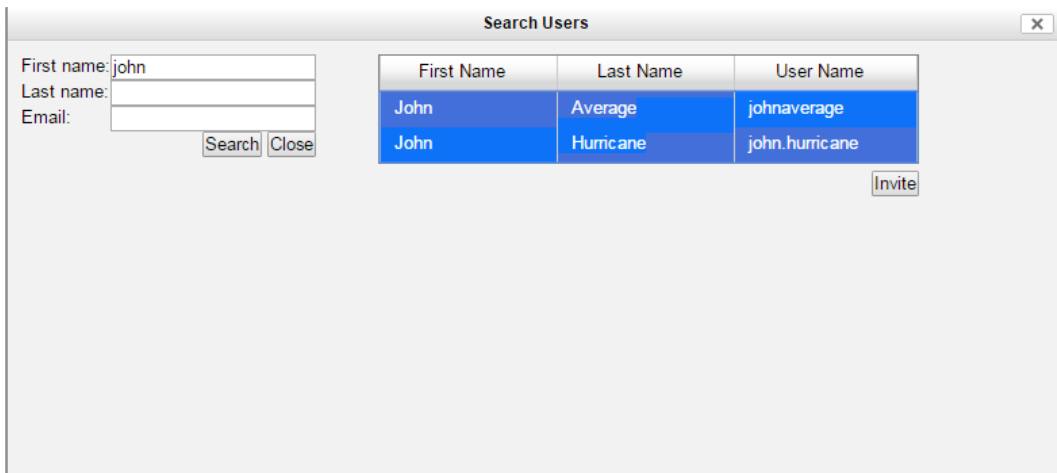 Search Users
First name: john
Last name:
Email:
Search Close
First Name Last Name User Name
John Average johnaverage
John Hurricane john.hurricane
Invite